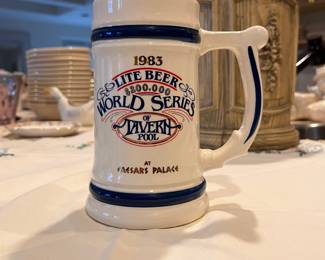 1983
LITE BEER
$200.000
WORLD SERIES
OF
TAVERN
POOL
AT
CAESARS PALACE